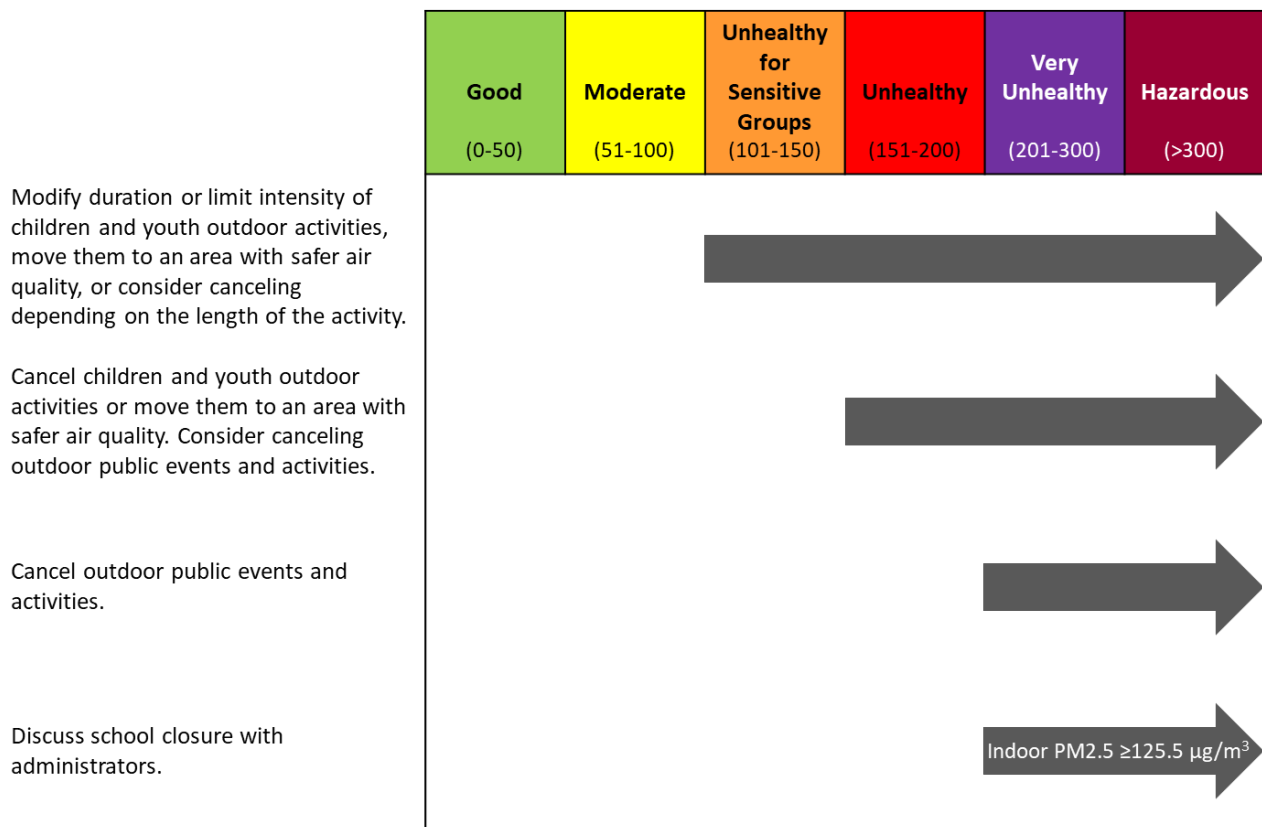 Good
(0-50)
Moderate
(51-100)
Unhealthy
for
Sensitive
Groups
(101-150)
Unhealthy
(151-200)
Very
Unhealthy
(201-300)
Hazardous
(>300)
Modify duration or limit intensity of
children and youth outdoor activities,
move them to an area with safer air
quality, or consider canceling
depending on the length of the activity.
Cancel children and youth outdoor
activities or move them to an area with
safer air quality. Consider canceling
outdoor public events and activities.
Cancel outdoor public events and
activities.
Discuss school closure with
administrators.
Indoor PM2.5 ≥125.5 µg/m³